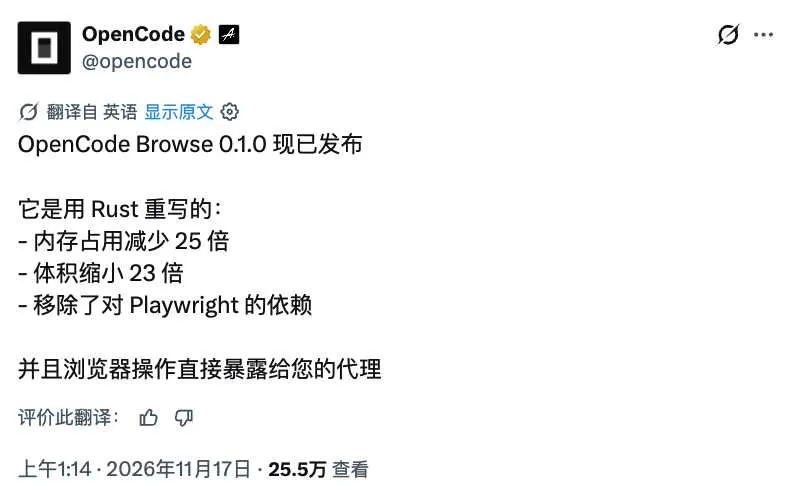 OpenCode
@opencode
翻译自 英语 显示原文
OpenCode Browse 0.1.0 现已发布
它是用 Rust 重写的：
- 内存占用减少 25 倍
- 体积缩小 23 倍
- 移除了对 Playwright 的依赖
并且浏览器操作直接暴露给您的代理
评价此翻译：
上午1:14 · 2026年11月17日 · 25.5万 查看